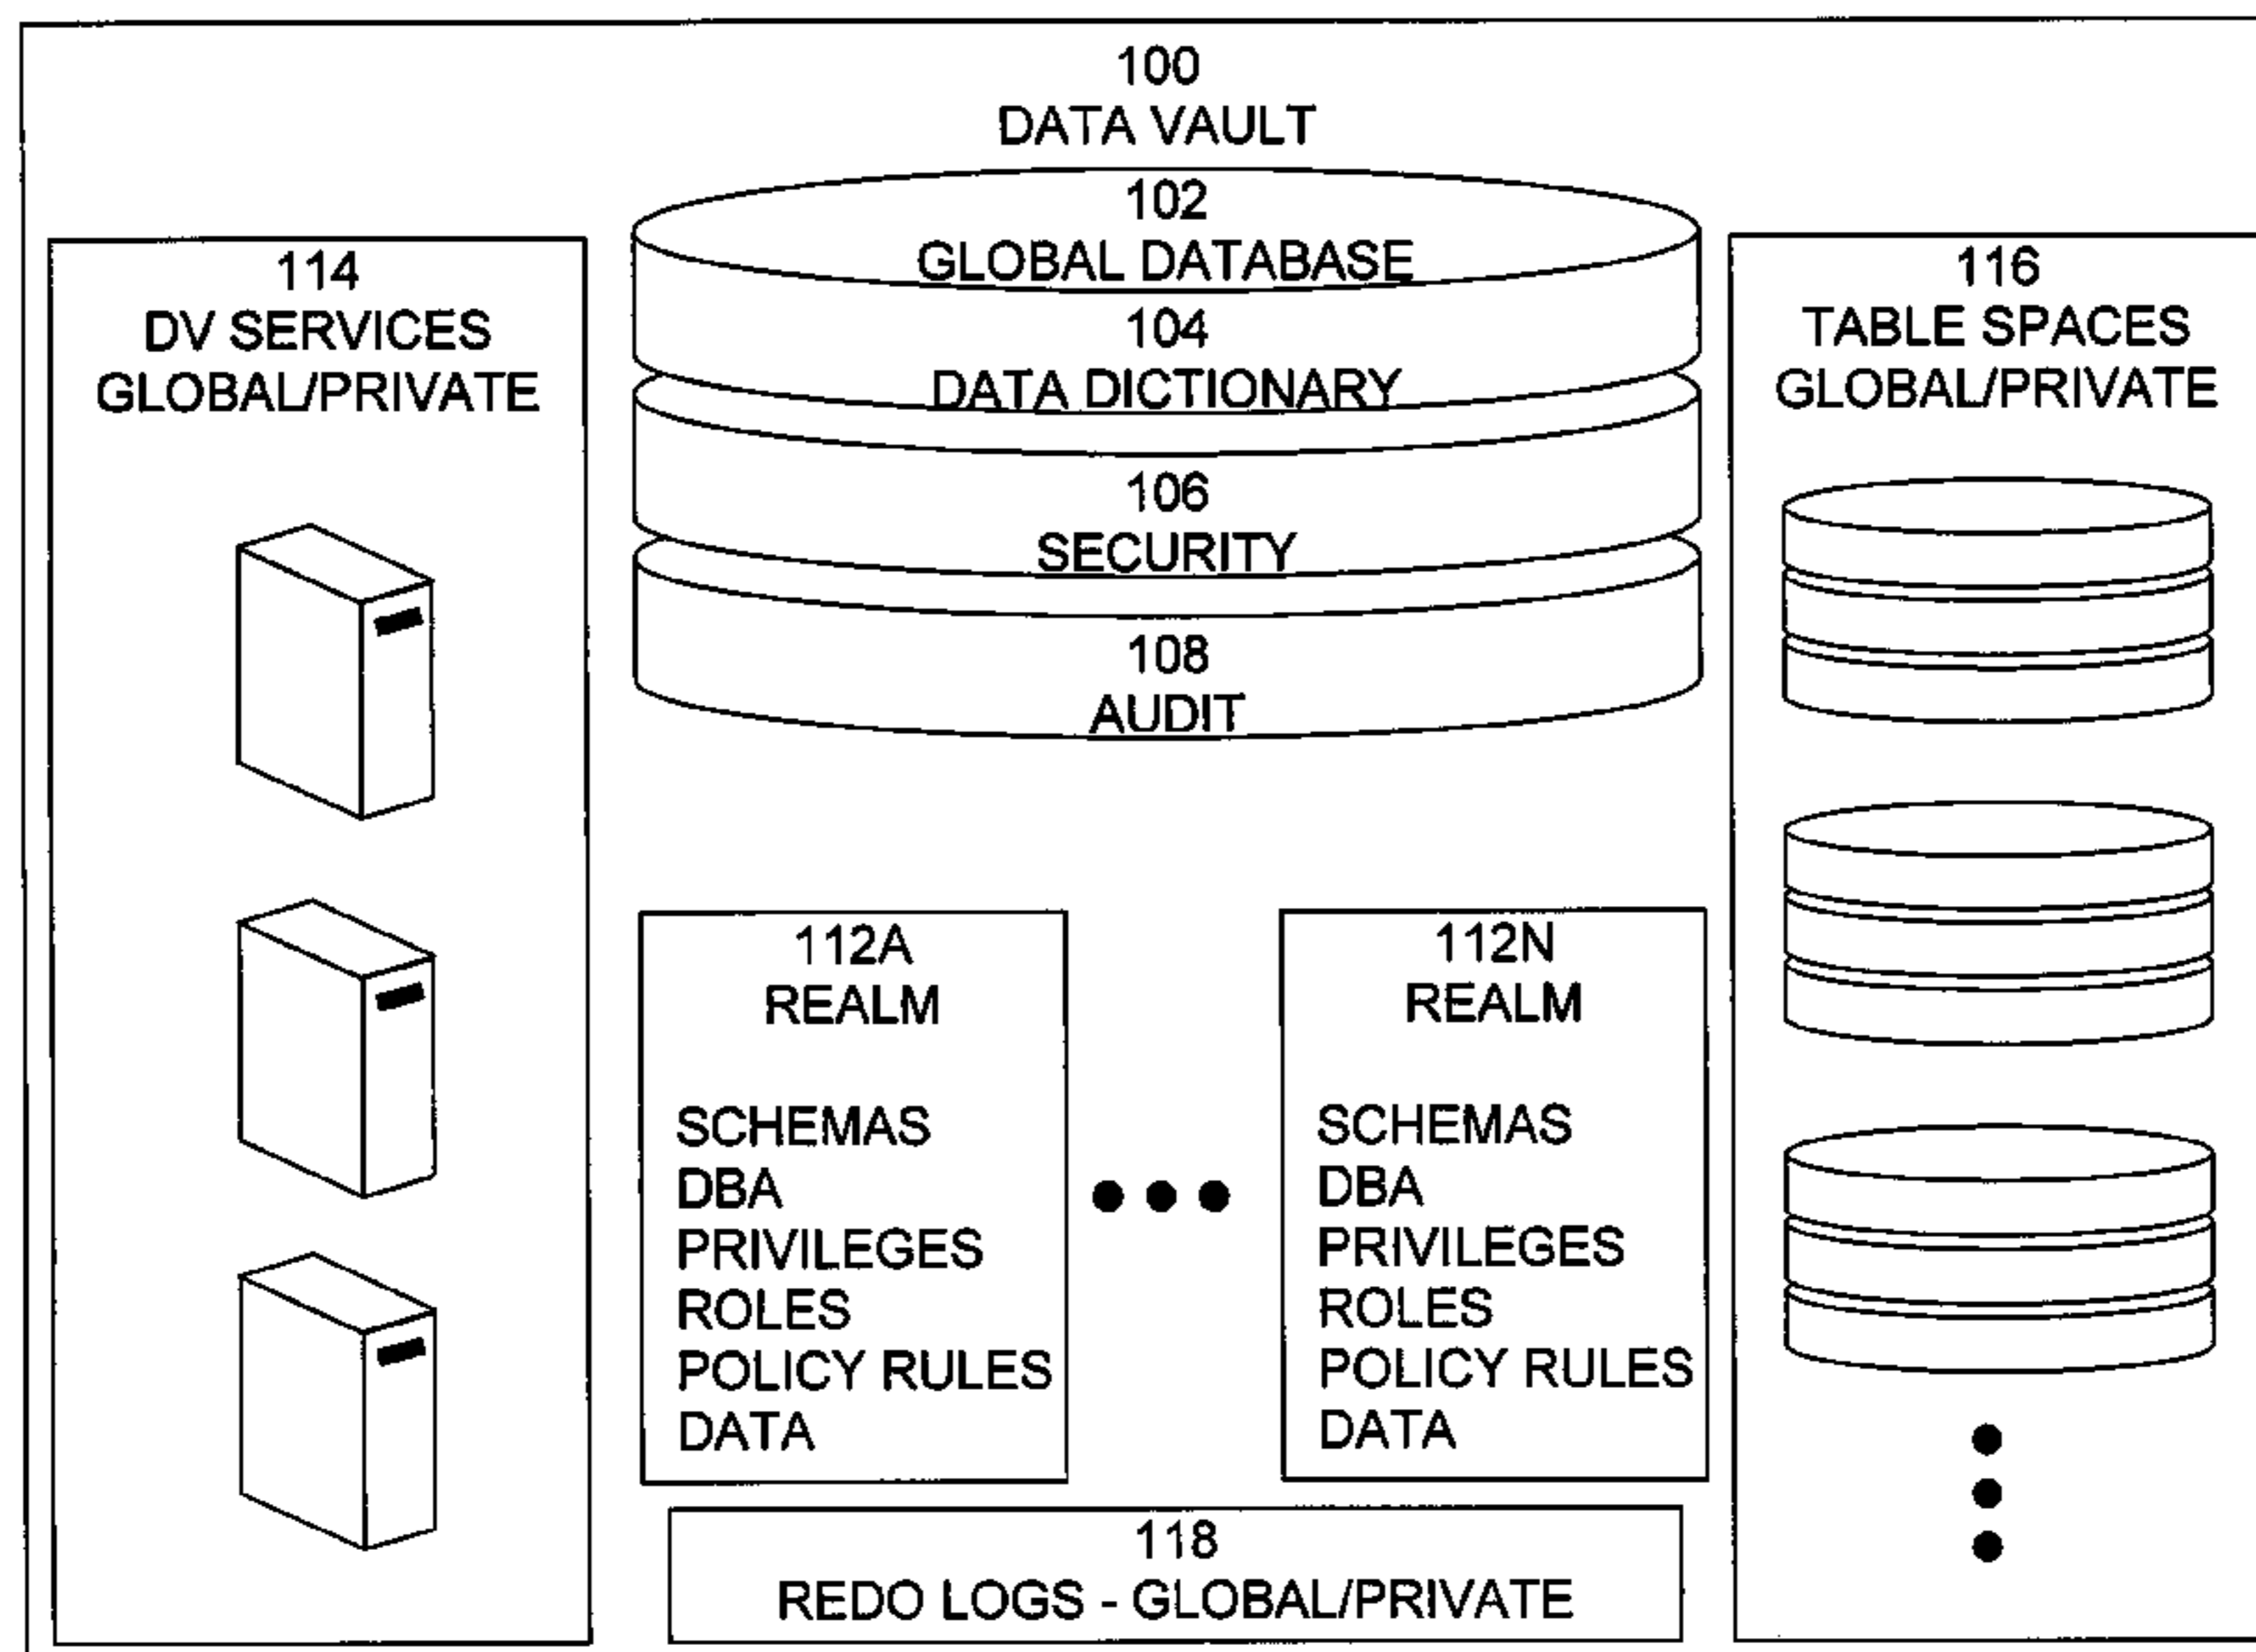 100
DATA VAULT
102
GLOBAL DATABASE
104
DATA DICTIONARY
106
SECURITY
108
AUDIT
114
DV SERVICES
GLOBAL/PRIVATE
116
TABLE SPACES
GLOBAL/PRIVATE
112A
REALM
SCHEMAS
DBA
PRIVILEGES
ROLES
POLICY RULES
DATA
112N
REALM
SCHEMAS
DBA
PRIVILEGES
ROLES
POLICY RULES
DATA
118
REDO LOGS - GLOBAL/PRIVATE